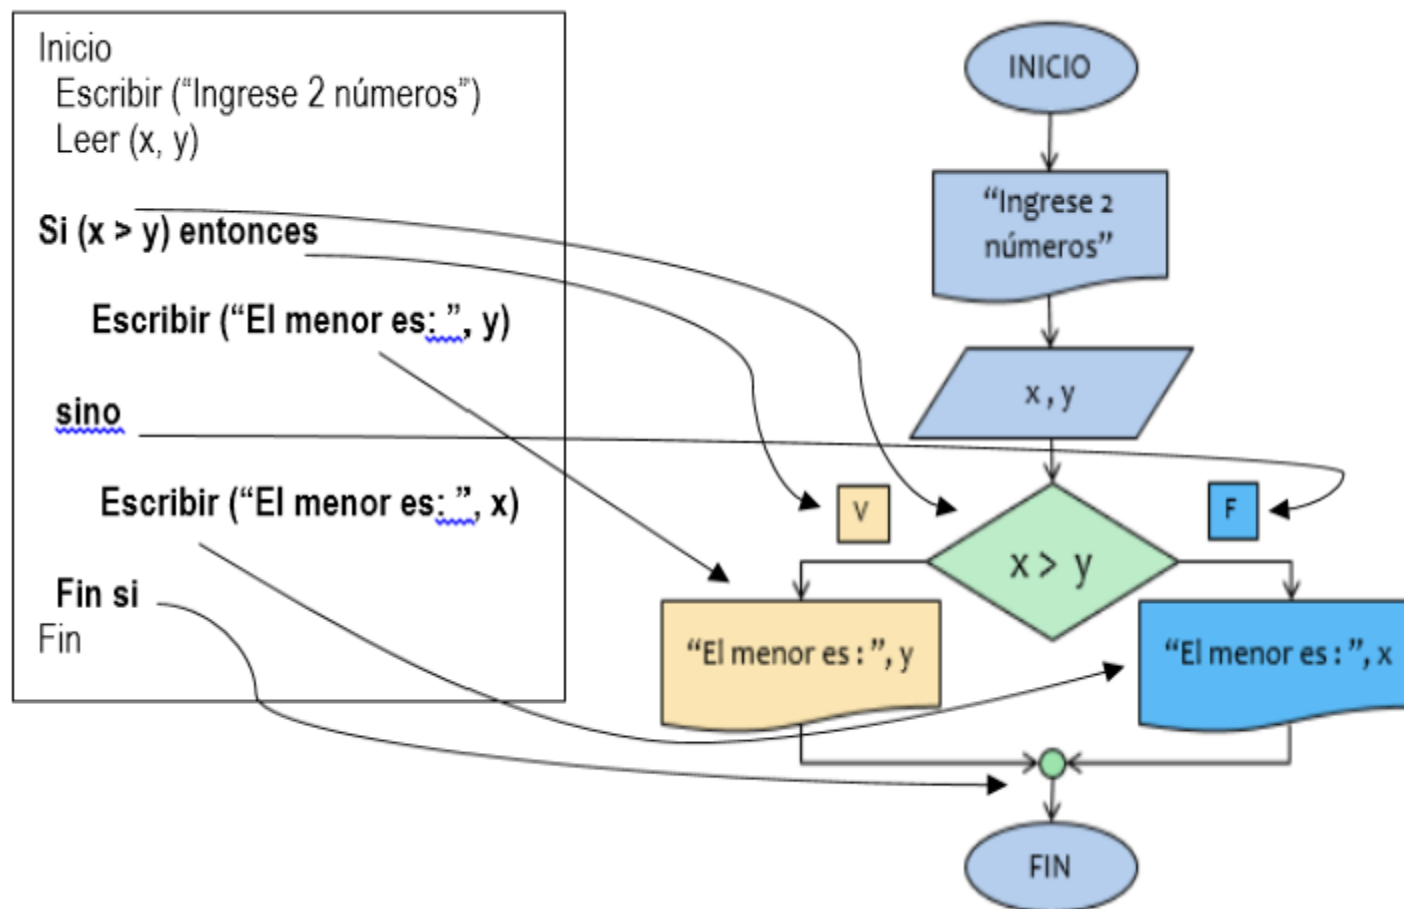 Inicio
Escribir (“Ingrese 2 números”)
Leer (x, y)
Si (x > y) entonces
Escribir (“El menor es: ”, y)
sino
Escribir (“El menor es: ”, x)
Fin si
Fin
INICIO
“Ingrese 2
números”
x , y
V
F
x > y
“El menor es : ”, y
“El menor es : ”, x
FIN